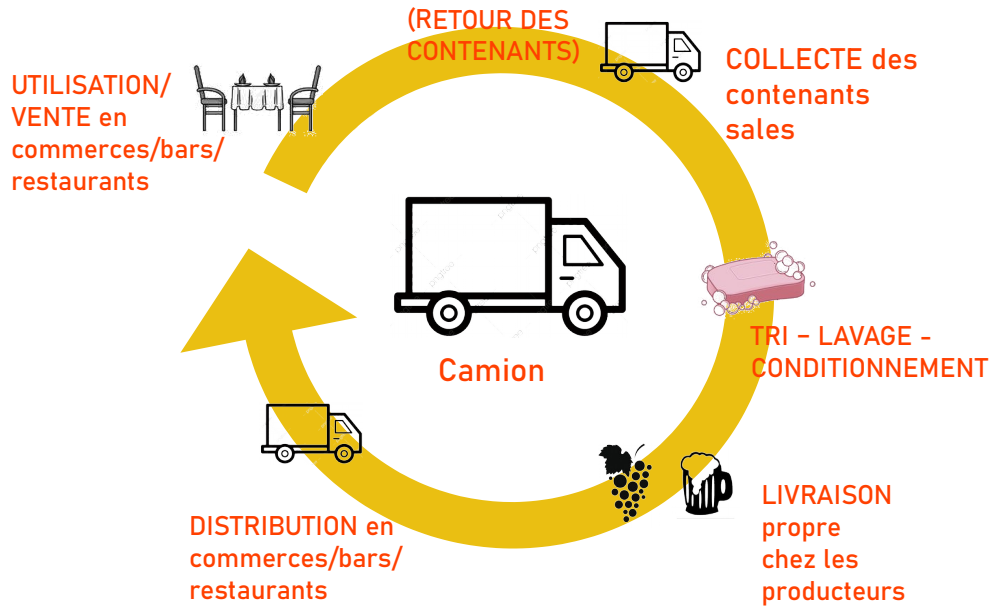 (RETOUR DES
CONTENANTS)
COLLECTE des
contenants
sales
TRI – LAVAGE -
CONDITIONNEMENT
LIVRAISON
propre
chez les
producteurs
DISTRIBUTION en
commerces/bars/
restaurants
UTILISATION/
VENTE en
commerces/bars/
restaurants
Camion